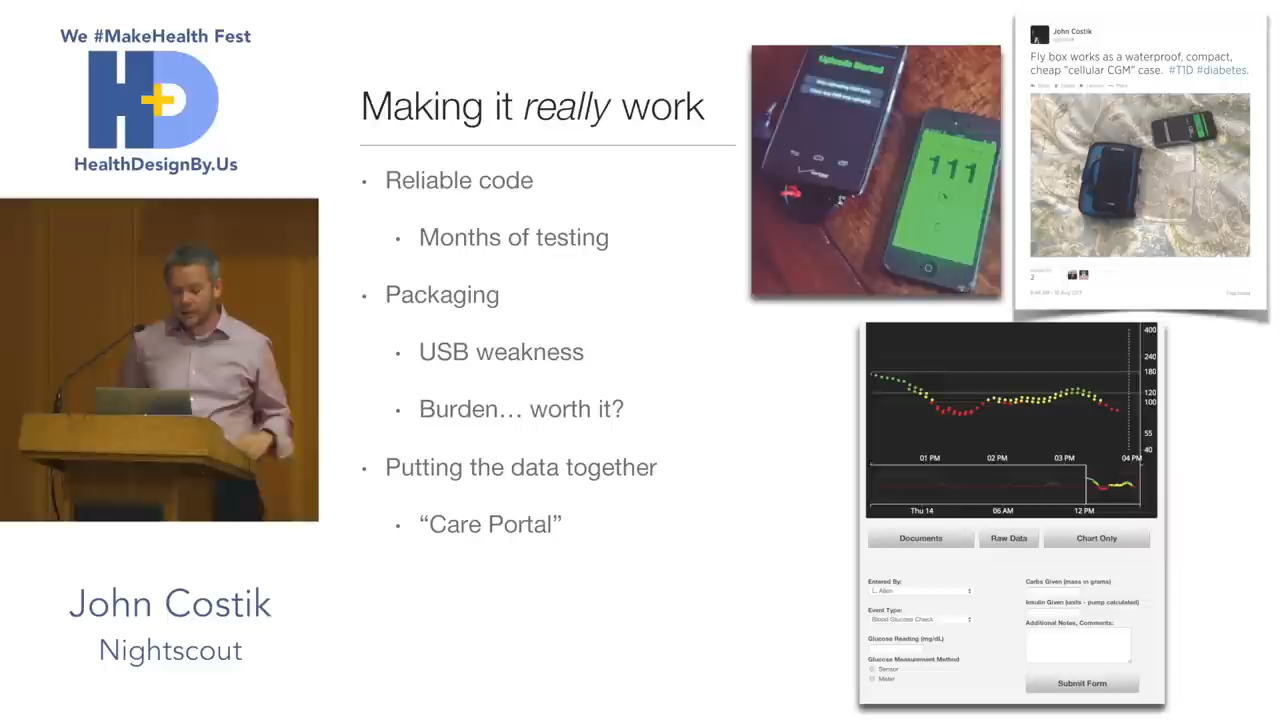 We #MakeHealth Fest
HealthDesignBy.Us
John Costik
Nightscout
Making it really work
• Reliable code
• Months of testing
• Packaging
• USB weakness
• Burden… worth it?
• Putting the data together
• “Care Portal”
Uploads Started
verizon
111
John Costik
Fly box works as a waterproof, compact,
cheap "cellular CGM" case. #T1D #diabetes.
2
400
240
180
120
100
55
40
01 PM 02 PM 03 PM 04 PM
Thu 14 06 AM 12 PM
Documents Raw Data Chart Only
Entered By:
L. Allen
Event Type:
Blood Glucose Check
Glucose Reading (mg/dL)
Glucose Measurement Method
Sensor
Meter
Carbs Given (mass in grams)
Insulin Given (units - pump calculated)
Additional Notes, Comments:
Submit Form